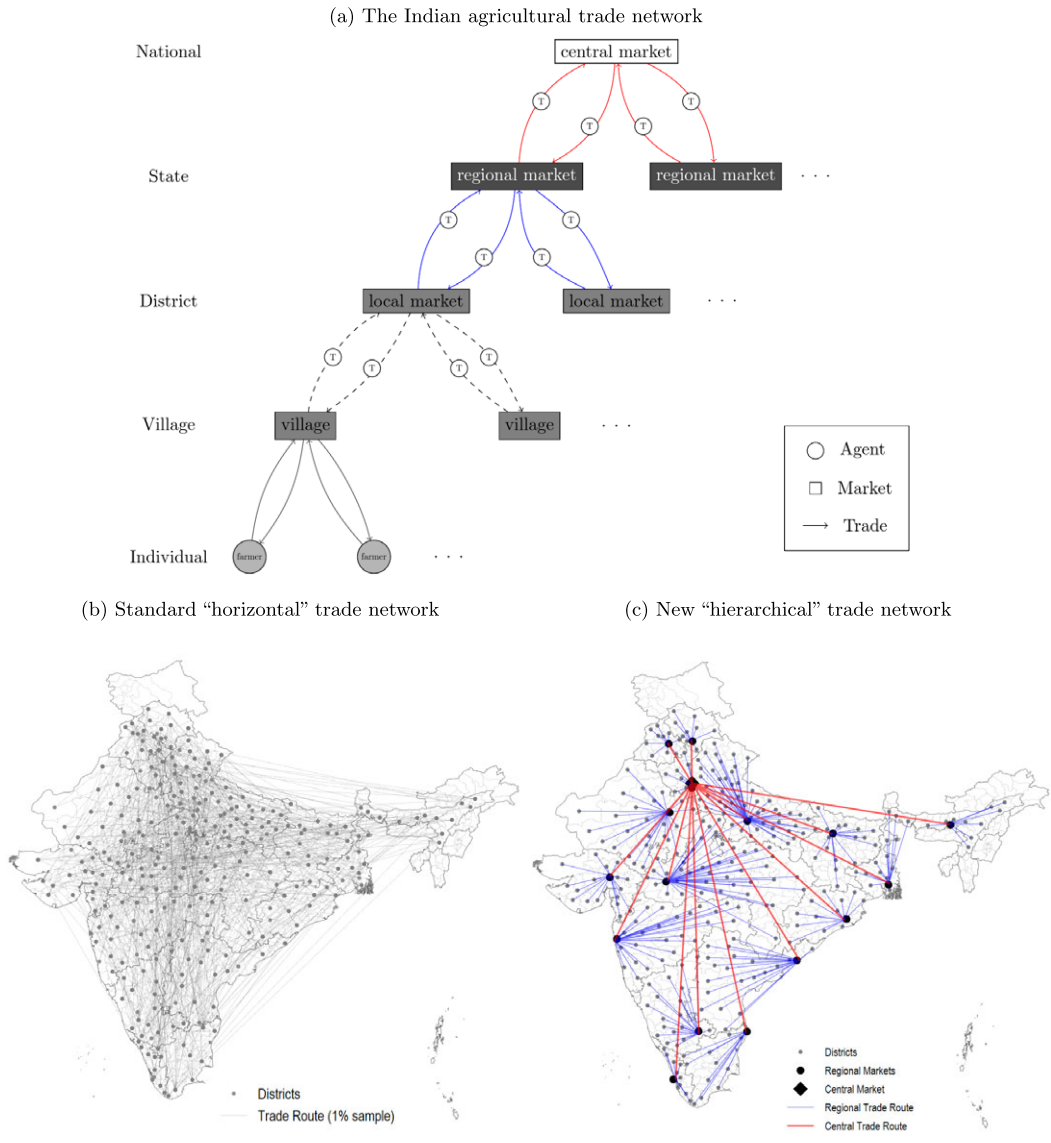 (a) The Indian agricultural trade network
National
central market
T
T
T
T
State
regional market
regional market
. . .
T
T
T
T
District
local market
local market
. . .
T
T
T
T
Village
village
village
. . .
Agent
Market
Trade
Individual
farmer
farmer
. . .
(b) Standard “horizontal” trade network
(c) New “hierarchical” trade network
Districts
Trade Route (1% sample)
Districts
Regional Markets
Central Market
Regional Trade Route
Central Trade Route